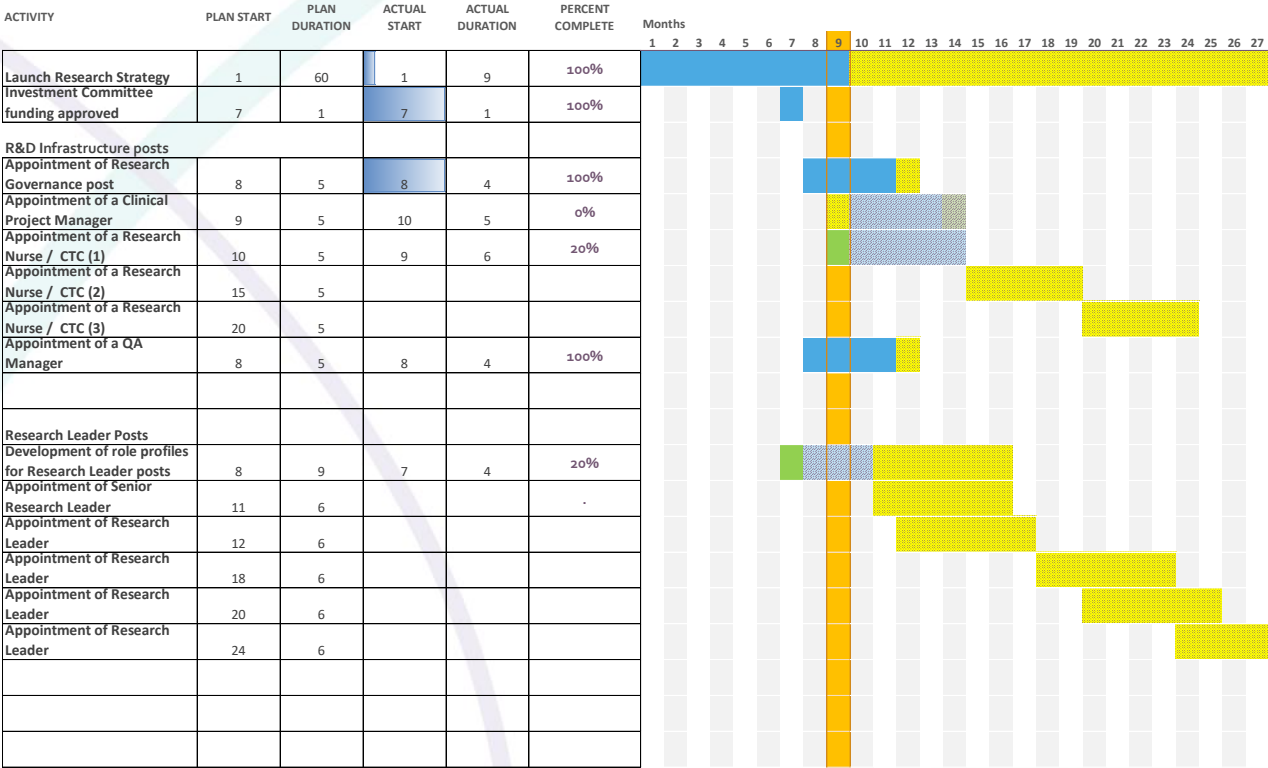 ACTIVITY PLAN START PLAN DURATION ACTUAL START ACTUAL DURATION PERCENT COMPLETE Months
1 2 3 4 5 6 7 8 9 10 11 12 13 14 15 16 17 18 19 20 21 22 23 24 25 26 27
Launch Research Strategy 1 60 1 9 100%
Investment Committee
funding approved 7 1 7 1 100%
R&D Infrastructure posts
Appointment of Research
Governance post 8 5 8 4 100%
Appointment of a Clinical
Project Manager 9 5 10 5 0%
Appointment of a Research
Nurse / CTC (1) 10 5 9 6 20%
Appointment of a Research
Nurse / CTC (2) 15 5
Appointment of a Research
Nurse / CTC (3) 20 5
Appointment of a QA
Manager 8 5 8 4 100%
Research Leader Posts
Development of role profiles
for Research Leader posts 8 9 7 4 20%
Appointment of Senior
Research Leader 11 6 .
Appointment of Research
Leader 12 6
Appointment of Research
Leader 18 6
Appointment of Research
Leader 20 6
Appointment of Research
Leader 24 6